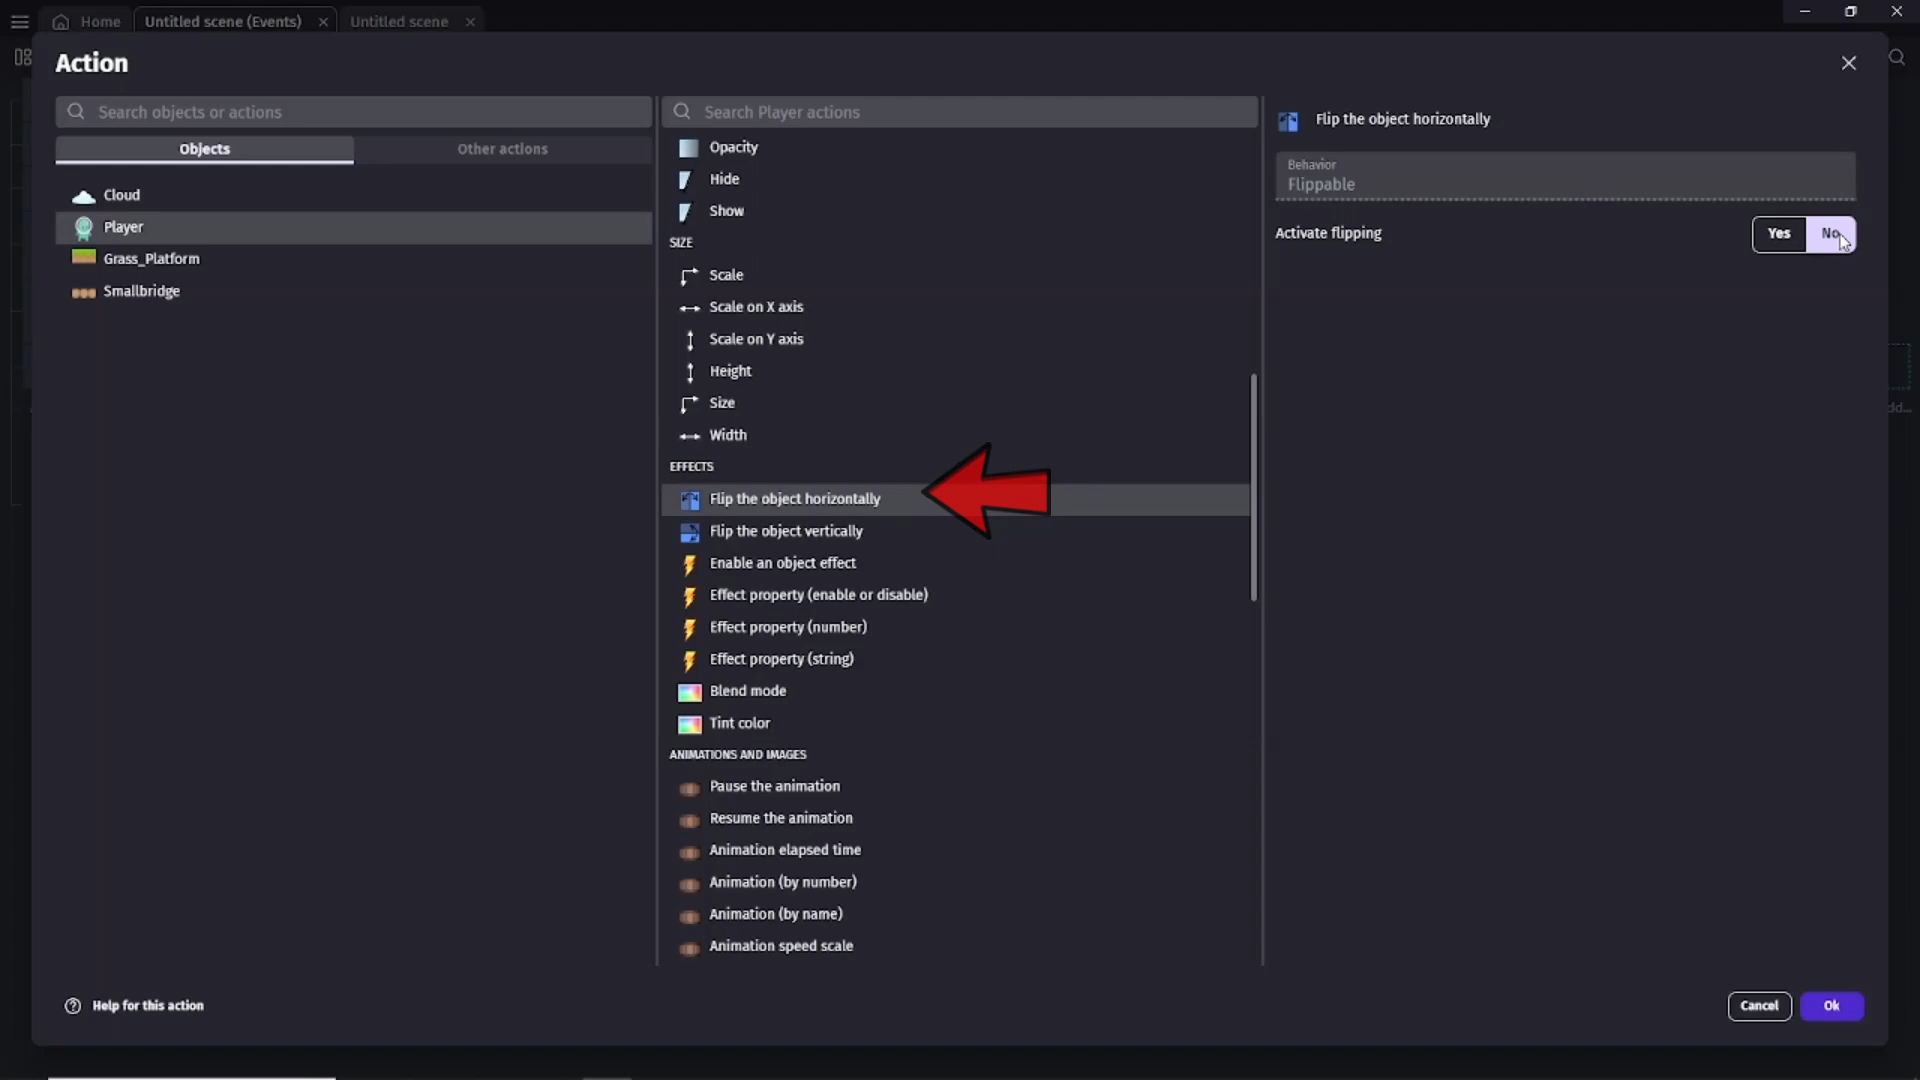 Home
Untitled scene (Events)
Untitled scene
Action
Search objects or actions
Objects
Other actions
Cloud
Player
Grass_Platform
Smallbridge
Search Player actions
Opacity
Hide
Show
SIZE
Scale
Scale on X axis
Scale on Y axis
Height
Size
Width
EFFECTS
Flip the object horizontally
Flip the object vertically
Enable an object effect
Effect property (enable or disable)
Effect property (number)
Effect property (string)
Blend mode
Tint color
ANIMATIONS AND IMAGES
Pause the animation
Resume the animation
Animation elapsed time
Animation (by number)
Animation (by name)
Animation speed scale
Flip the object horizontally
Behavior
Flippable
Activate flipping
Yes
No
dd...
Help for this action
Cancel
Ok